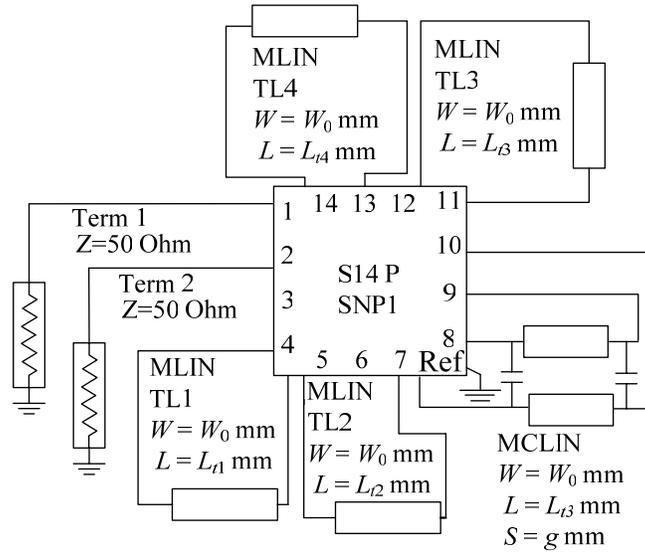 MLIN
TL4
W = W₀ mm
L = Lₜ₄ mm
MLIN
TL3
W = W₀ mm
L = Lₜ₃ mm
Term 1
Z=50 Ohm
Term 2
Z=50 Ohm
1 14 13 12 11
2 10
3 9
4 8
S14 P
SNP1
5 6 7 Ref
MLIN
TL1
W = W₀ mm
L = Lₜ₁ mm
MLIN
TL2
W = W₀ mm
L = Lₜ₂ mm
MCLIN
W = W₀ mm
L = Lₜ₃ mm
S = g mm